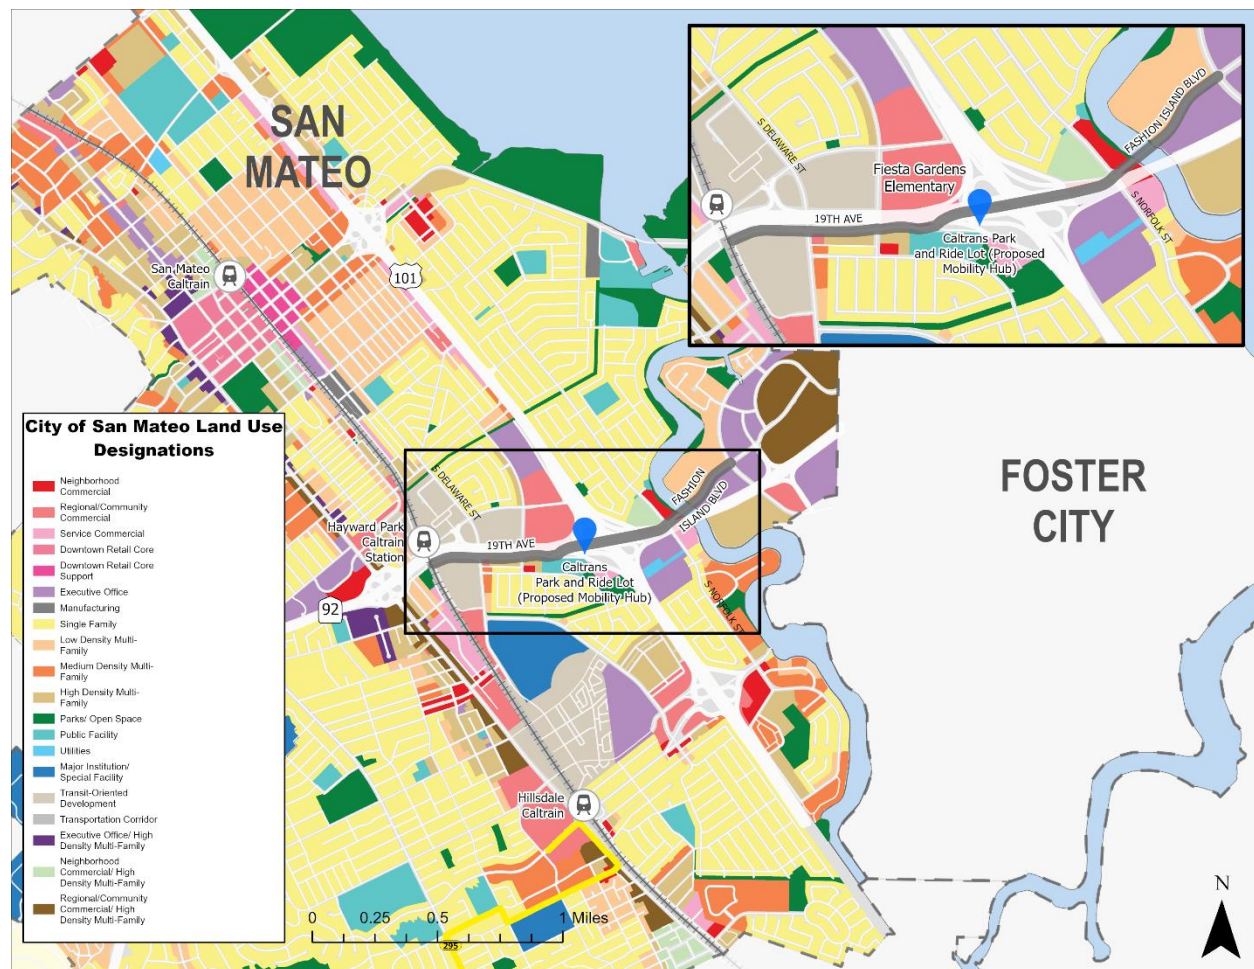 SAN
MATEO
San Mateo
Caltrain
101
S DELAWARE ST
Fiesta Gardens
Elementary
19TH AVE
FASHION ISLAND BLVD
S NORFOLK ST
Caltrans Park
and Ride Lot (Proposed
Mobility Hub)
City of San Mateo Land Use
Designations
Neighborhood
Commercial
Regional/Community
Commercial
Service Commercial
Downtown Retail Core
Downtown Retail Core
Support
Executive Office
Manufacturing
Single Family
Low Density Multi-
Family
Medium Density Multi-
Family
High Density Multi-
Family
Parks/ Open Space
Public Facility
Utilities
Major Institution/
Special Facility
Transit-Oriented
Development
Transportation Corridor
Executive Office/ High
Density Multi-Family
Neighborhood
Commercial/ High
Density Multi-Family
Regional/Community
Commercial/ High
Density Multi-Family
S DELAWARE ST
Hayward Park
Caltrain
Station
19TH AVE
FASHION
ISLAND BLVD
Caltrans
Park and Ride Lot
(Proposed Mobility Hub)
S NORFOLK ST
92
FOSTER
CITY
Hillsdale
Caltrain
0 0.25 0.5 1 Miles
295
N